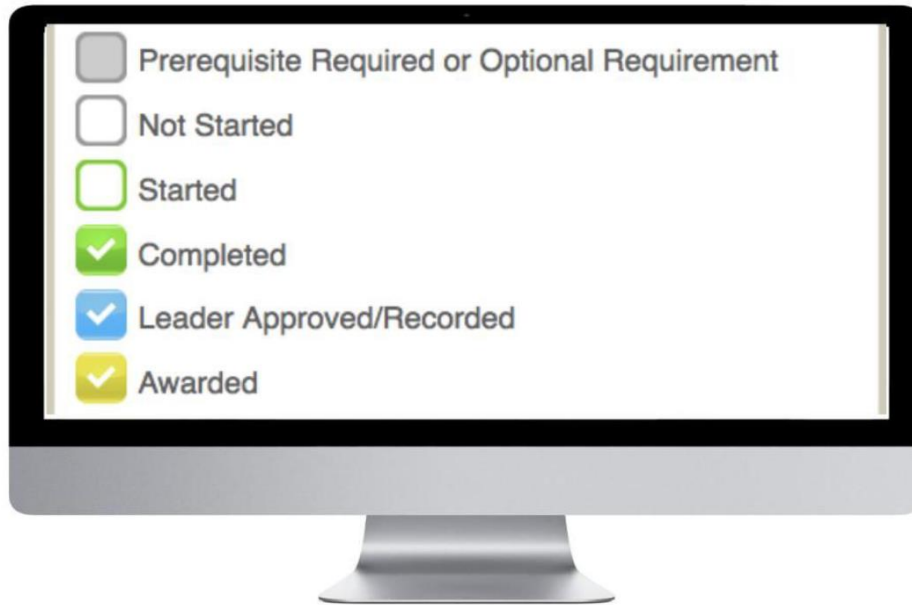 Prerequisite Required or Optional Requirement
Not Started
Started
Completed
Leader Approved/Recorded
Awarded